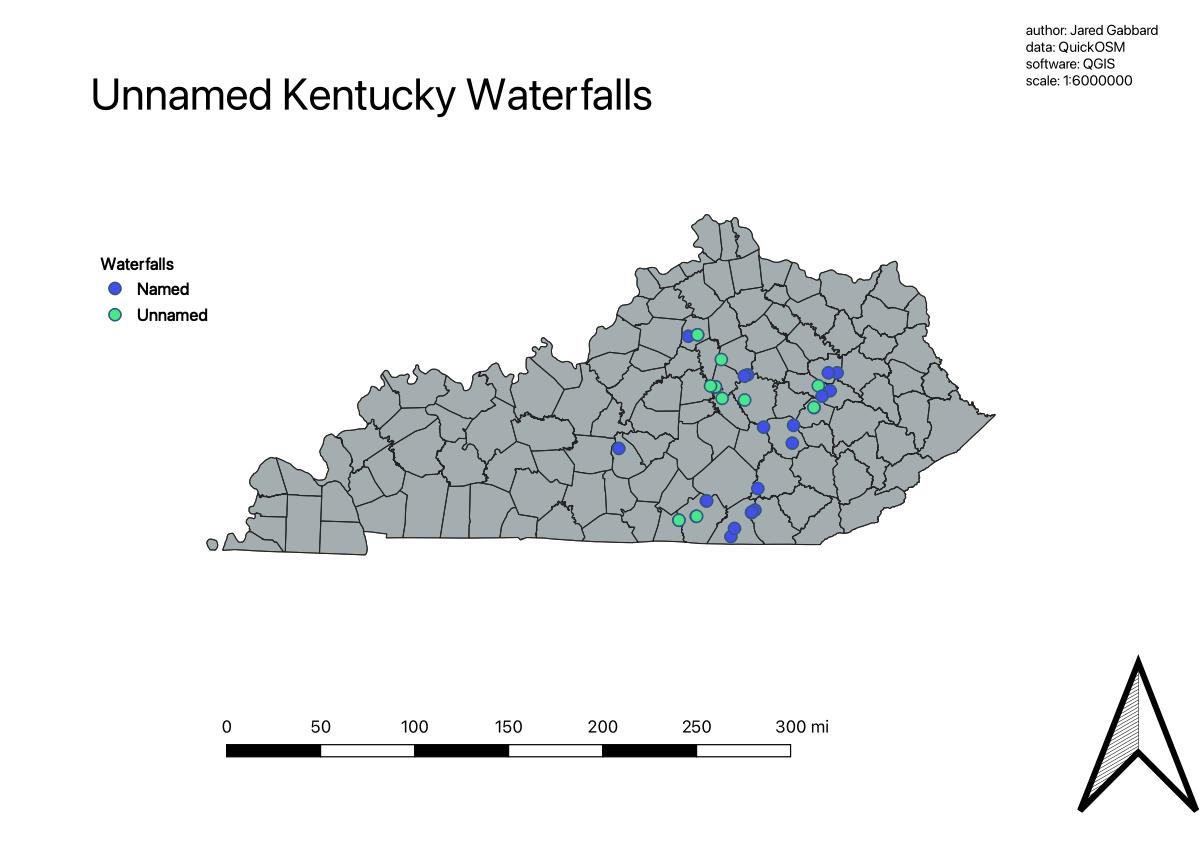 author: Jared Gabbard
data: QuickOSM
software: QGIS
scale: 1:6000000
Unnamed Kentucky Waterfalls
Waterfalls
Named
Unnamed
0 50 100 150 200 250 300 mi